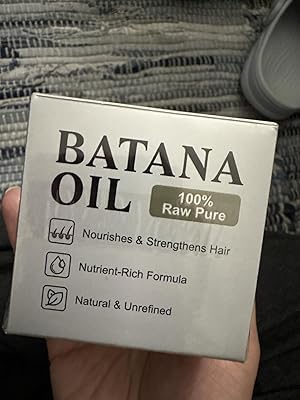 BATANA
OIL
100%
Raw Pure
Nourishes & Strengthens Hair
Nutrient-Rich Formula
Natural & Unrefined